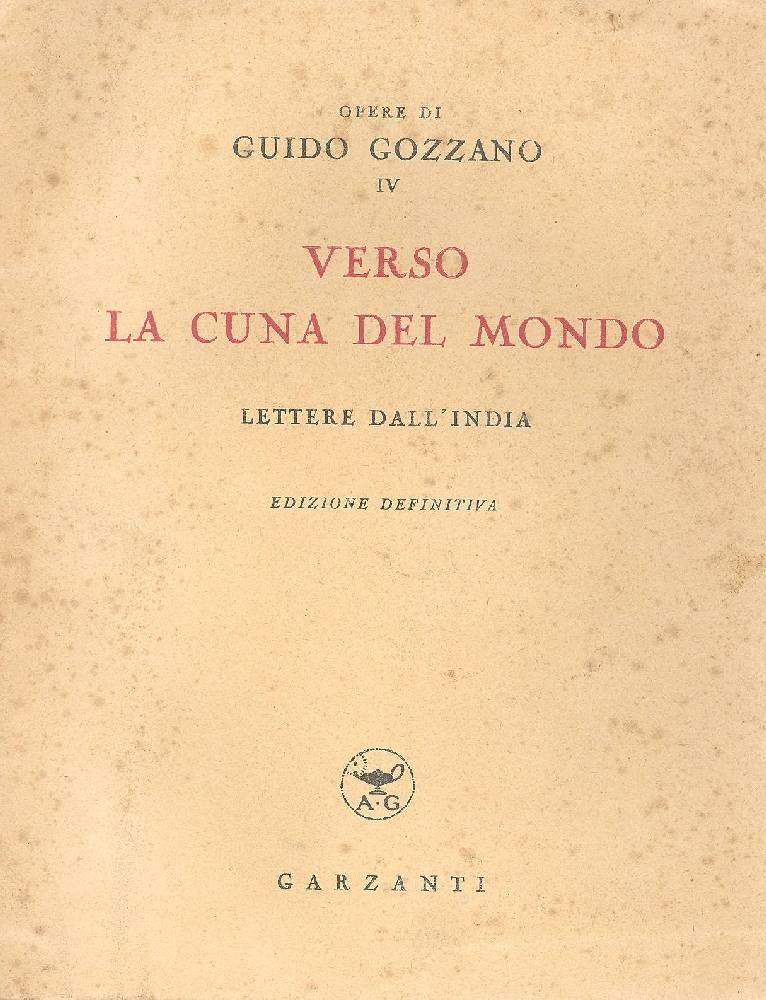 OPERE DI
GUIDO GOZZANO
IV
VERSO
LA CUNA DEL MONDO
LETTERE DALL'INDIA
EDIZIONE DEFINITIVA
A·G
GARZANTI